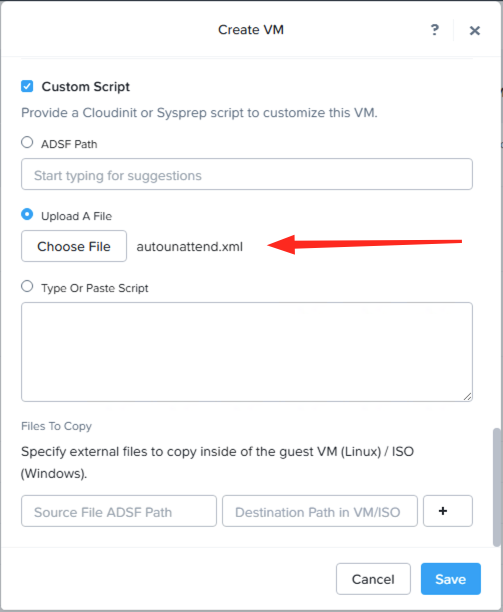 Create VM
?
×
Custom Script
Provide a Cloudinit or Sysprep script to customize this VM.
ADSF Path
Start typing for suggestions
Upload A File
Choose File autounattend.xml
Type Or Paste Script
Files To Copy
Specify external files to copy inside of the guest VM (Linux) / ISO
(Windows).
Source File ADSF Path Destination Path in VM/ISO +
Cancel Save